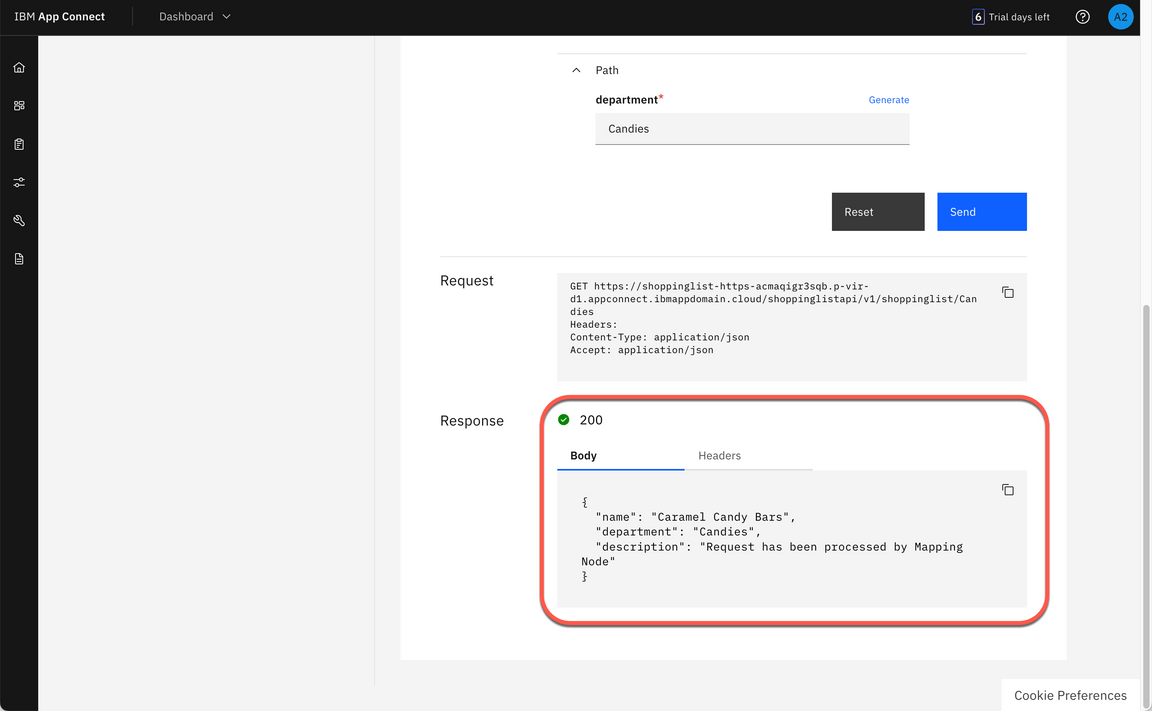 IBM App Connect
Dashboard
6 Trial days left
A2
Path
department*
Generate
Candies
Reset
Send
Request
GET https://shoppinglist-https-acmaqigr3sqb.p-vir-
d1.appconnect.ibmappdomain.cloud/shoppinglistapi/v1/shoppinglist/Can
dies
Headers:
Content-Type: application/json
Accept: application/json
Response
200
Body
Headers
{
"name": "Caramel Candy Bars",
"department": "Candies",
"description": "Request has been processed by Mapping
Node"
}
Cookie Preferences